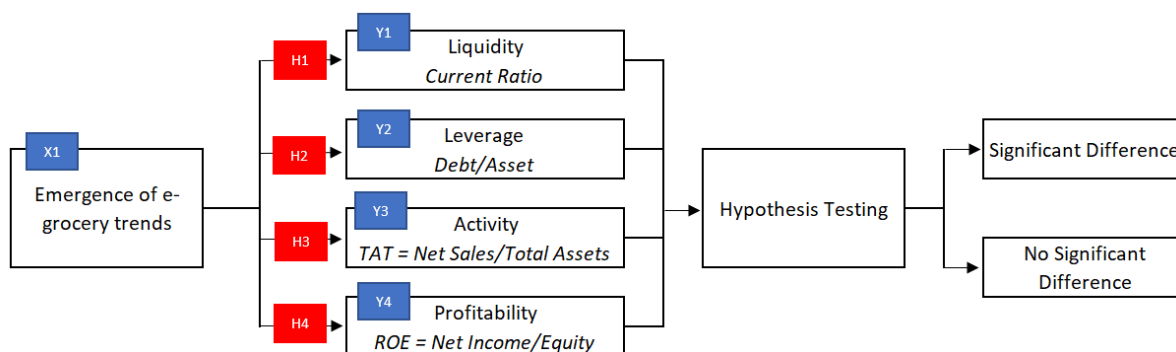 X1
Emergence of e-
grocery trends
H1
Y1
Liquidity
Current Ratio
H2
Y2
Leverage
Debt/Asset
H3
Y3
Activity
TAT = Net Sales/Total Assets
H4
Y4
Profitability
ROE = Net Income/Equity
Hypothesis Testing
Significant Difference
No Significant
Difference